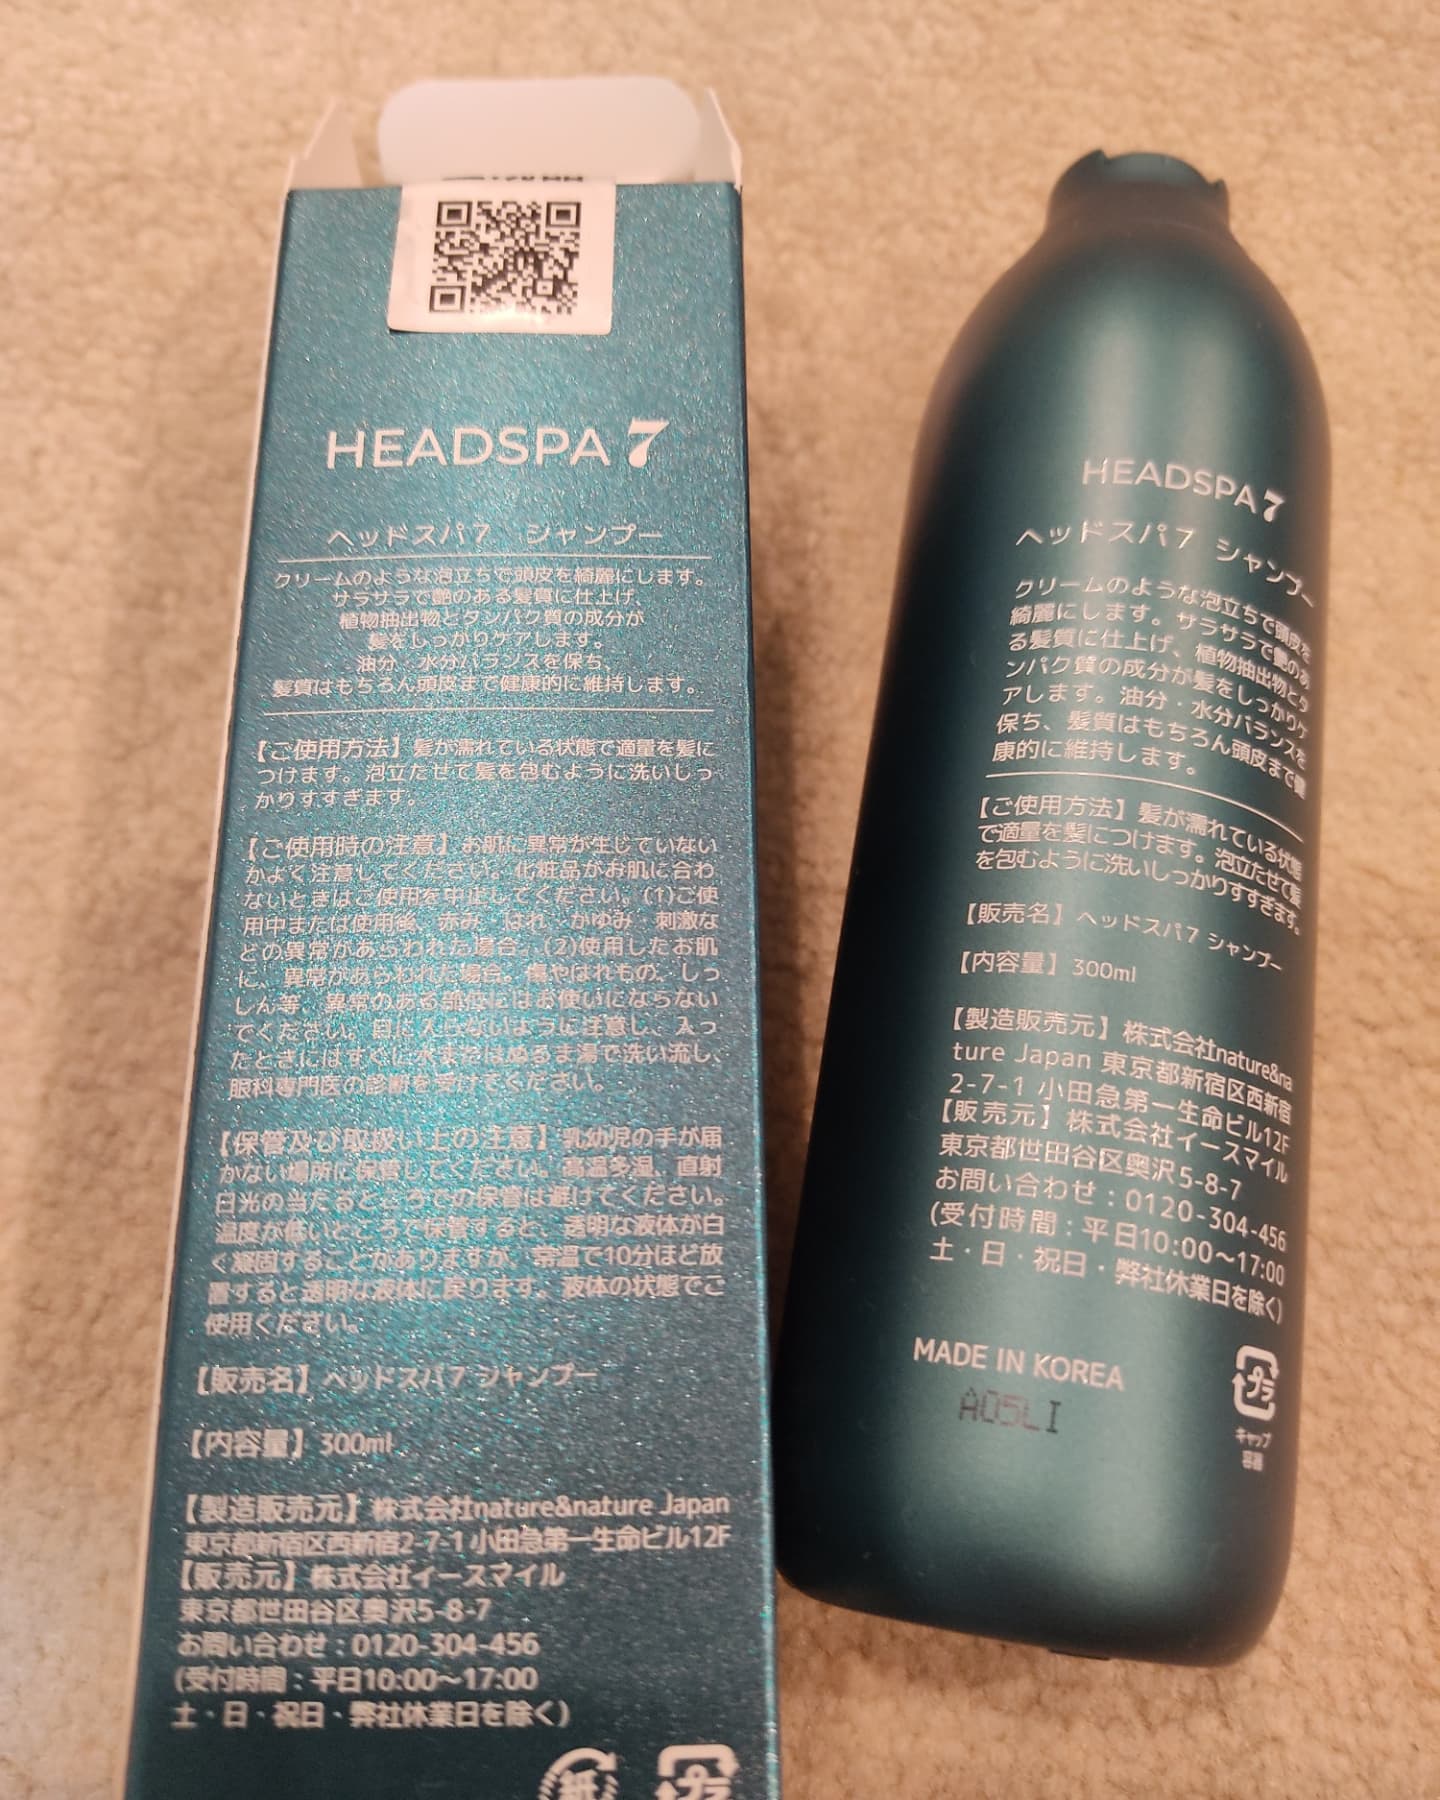 HEADSPA 7
ヘッドスパ7 シャンプー
クリームのような泡立ちで頭皮を綺麗にします。
サラサラで艶のある髪質に仕上げ、
植物抽出物とタンパク質の成分が
髪をしっかりケアします。
油分・水分バランスを保ち、
髪質はもちろん頭皮まで健康的に維持します。
【ご使用方法】髪が濡れている状態で適量を髪に
つけます。泡立たせて髪を包むように洗いしっ
かりすすぎます。
【ご使用時の注意】お肌に異常が生じていない
かよく注意してください。化粧品がお肌に合わ
ないときはご使用を中止してください。(1)ご使
用中または使用後、赤み、はれ、かゆみ、刺激な
どの異常があらわれた場合。(2)使用したお肌
に、異常があらわれた場合。傷やはれもの、しっ
しん等、異常のある部位にはお使いにならない
でください。目に入らないように注意し、入っ
たときにはすぐに水またはぬるま湯で洗い流し、
眼科専門医の診断を受けてください。
【保管及び取扱い上の注意】乳幼児の手が届
かない場所に保管してください。高温多湿、直射
日光の当たるところでの保管は避けてください。
温度が低いところで保管すると、透明な液体が白
く凝固することがありますが、常温で10分ほど放
置すると透明な液体に戻ります。液体の状態でご
使用ください。
【販売名】ヘッドスパ7 シャンプー
【内容量】300ml
【製造販売元】株式会社nature&nature Japan
東京都新宿区西新宿2-7-1 小田急第一生命ビル12F
【販売元】株式会社イースマイル
東京都世田谷区奥沢5-8-7
お問い合わせ：0120-304-456
(受付時間：平日10:00～17:00
土・日・祝日・弊社休業日を除く)
紙
プラ
HEADSPA 7
ヘッドスパ7 シャンプー
クリームのような泡立ちで頭皮を
綺麗にします。サラサラで艶のあ
る髪質に仕上げ、植物抽出物とタ
ンパク質の成分が髪をしっかりケ
アします。油分・水分バランスを
保ち、髪質はもちろん頭皮まで健
康的に維持します。
【ご使用方法】髪が濡れている状態
で適量を髪につけます。泡立たせて髪
を包むように洗いしっかりすすぎます。
【販売名】ヘッドスパ7 シャンプー
【内容量】300ml
【製造販売元】株式会社nature&na
ture Japan 東京都新宿区西新宿
2-7-1 小田急第一生命ビル12F
【販売元】株式会社イースマイル
東京都世田谷区奥沢5-8-7
お問い合わせ：0120-304-456
(受付時間：平日10:00～17:00
土・日・祝日・弊社休業日を除く)
MADE IN KOREA
A05LI
プラ
キャップ
容器